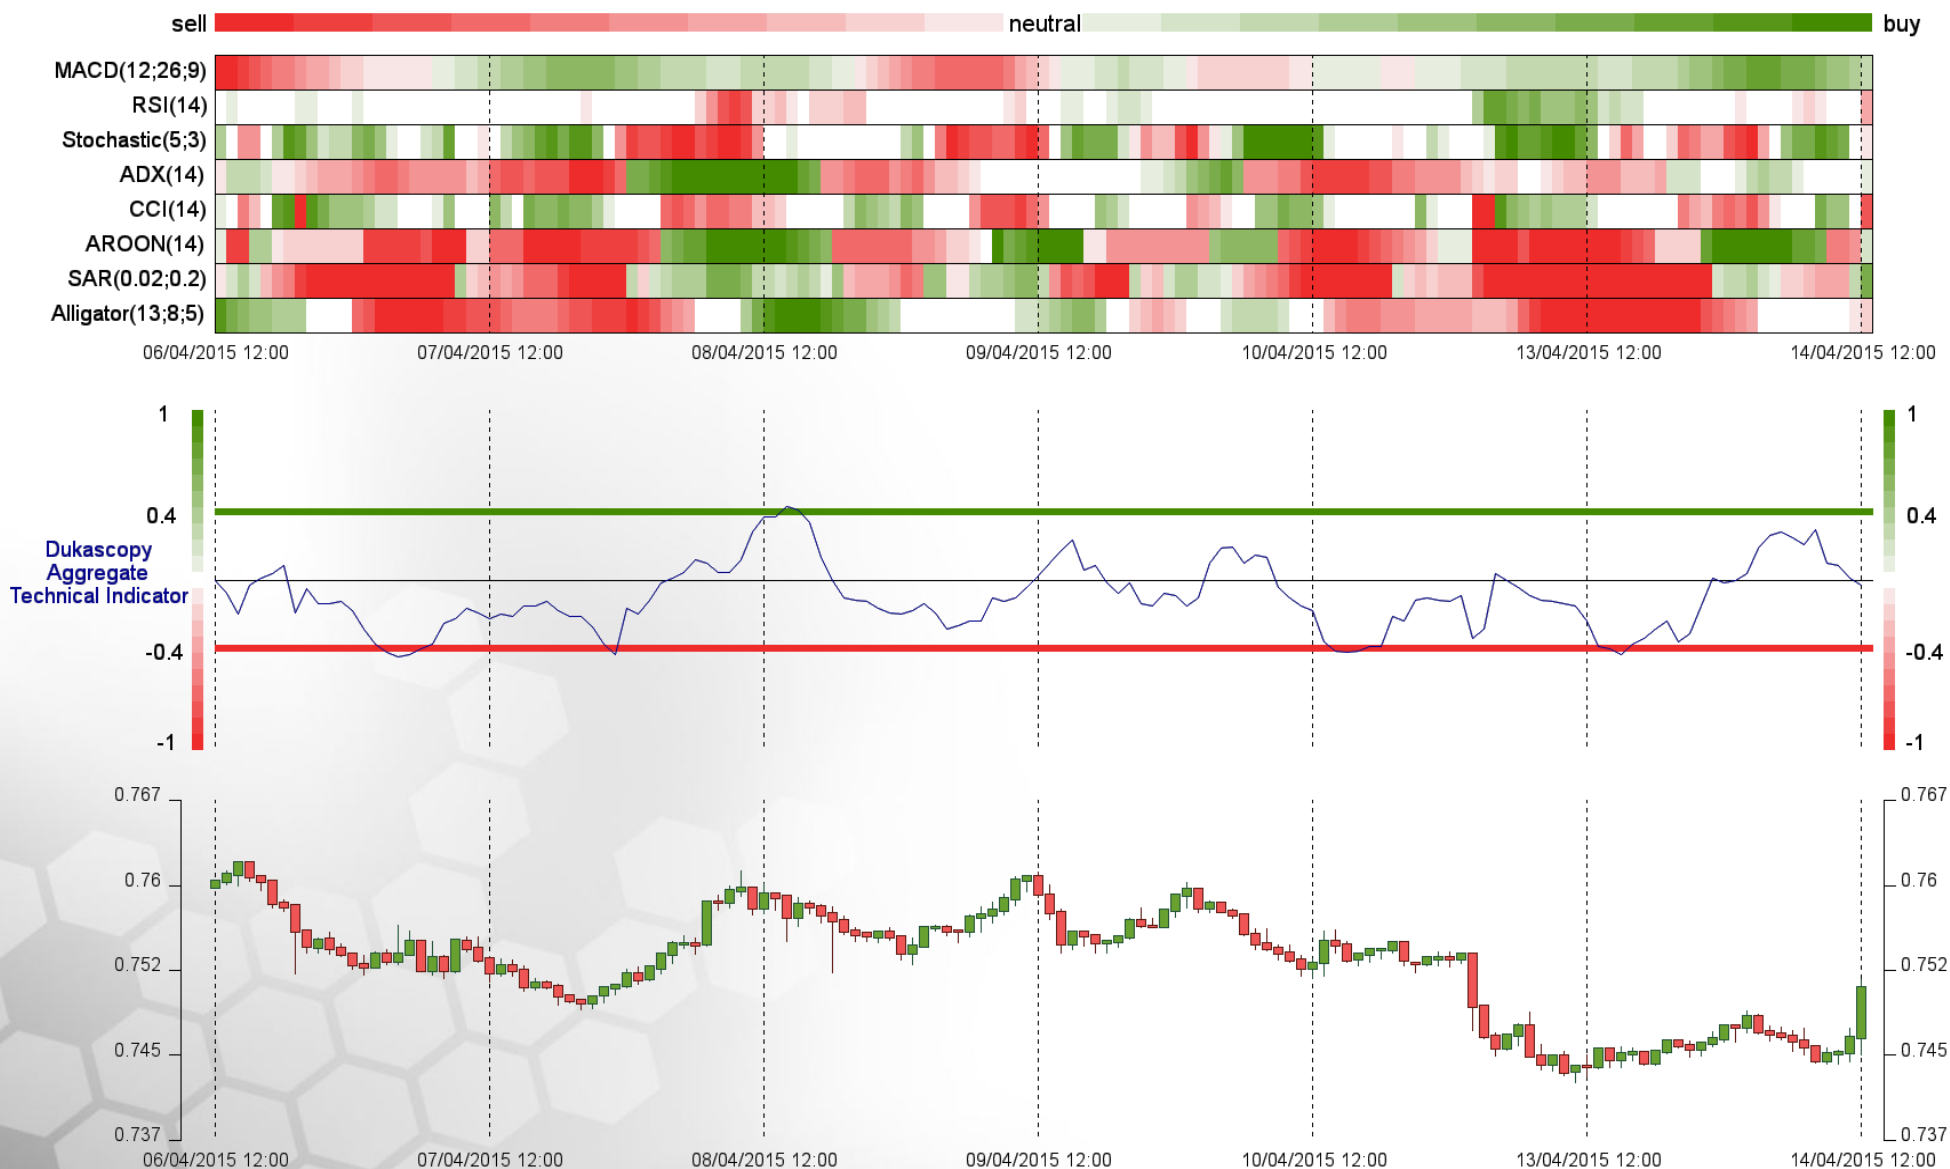 sell neutral buy
MACD(12;26;9)
RSI(14)
Stochastic(5;3)
ADX(14)
CCI(14)
AROON(14)
SAR(0.02;0.2)
Alligator(13;8;5)
06/04/2015 12:00 07/04/2015 12:00 08/04/2015 12:00 09/04/2015 12:00 10/04/2015 12:00 13/04/2015 12:00 14/04/2015 12:00
1 1
0.4 0.4
Dukascopy
Aggregate
Technical Indicator
-0.4 -0.4
-1 -1
0.767 0.767
0.76 0.76
0.752 0.752
0.745 0.745
0.737 0.737
06/04/2015 12:00 07/04/2015 12:00 08/04/2015 12:00 09/04/2015 12:00 10/04/2015 12:00 13/04/2015 12:00 14/04/2015 12:00